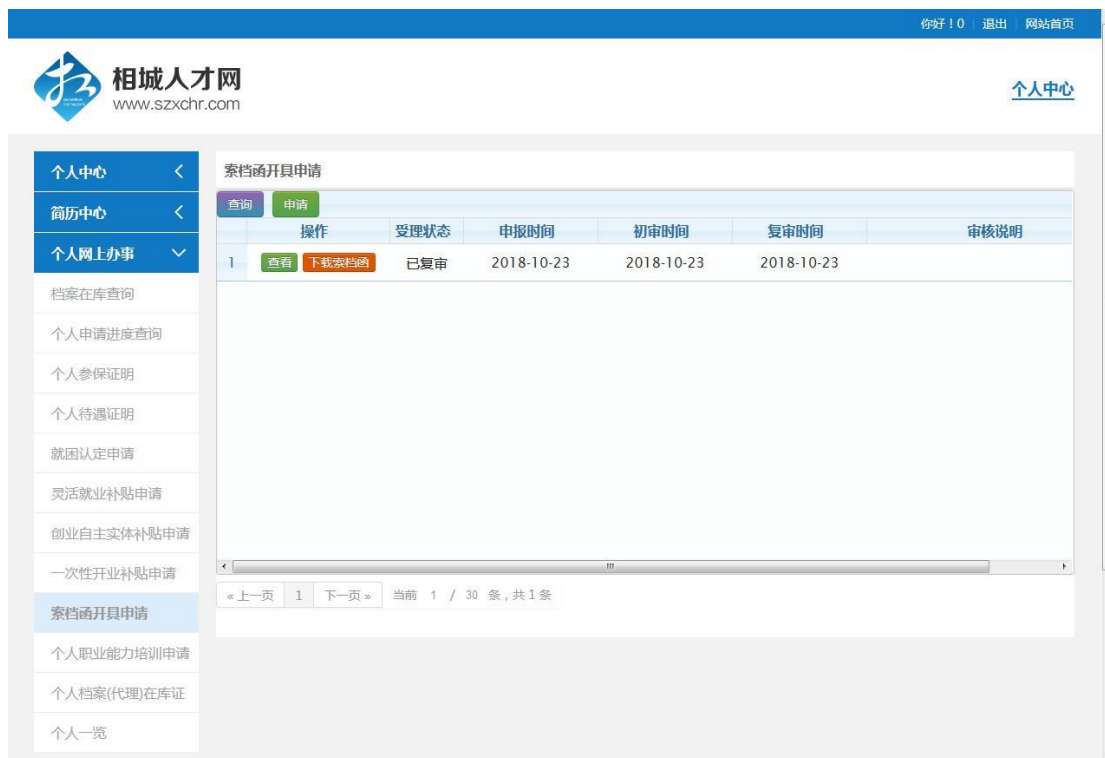 你好！0 退出 网站首页
相城人才网
www.szxchr.com
个人中心
个人中心
简历中心
个人网上办事
档案在库查询
个人申请进度查询
个人参保证明
个人待遇证明
就困认定申请
灵活就业补贴申请
创业自主实体补贴申请
一次性开业补贴申请
索档函开具申请
个人职业能力培训申请
个人档案(代理)在库证
个人一览
索档函开具申请
查询 申请
操作 受理状态 申报时间 初审时间 复审时间 审核说明
1 查看 下载索档函 已复审 2018-10-23 2018-10-23 2018-10-23
«上一页 1 下一页» 当前 1 / 30 条,共1条